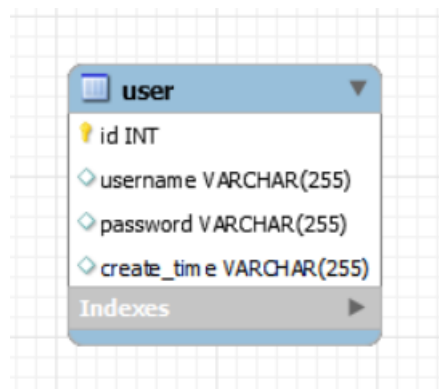 user
id INT
username VARCHAR(255)
password VARCHAR(255)
create_time VARCHAR(255)
Indexes